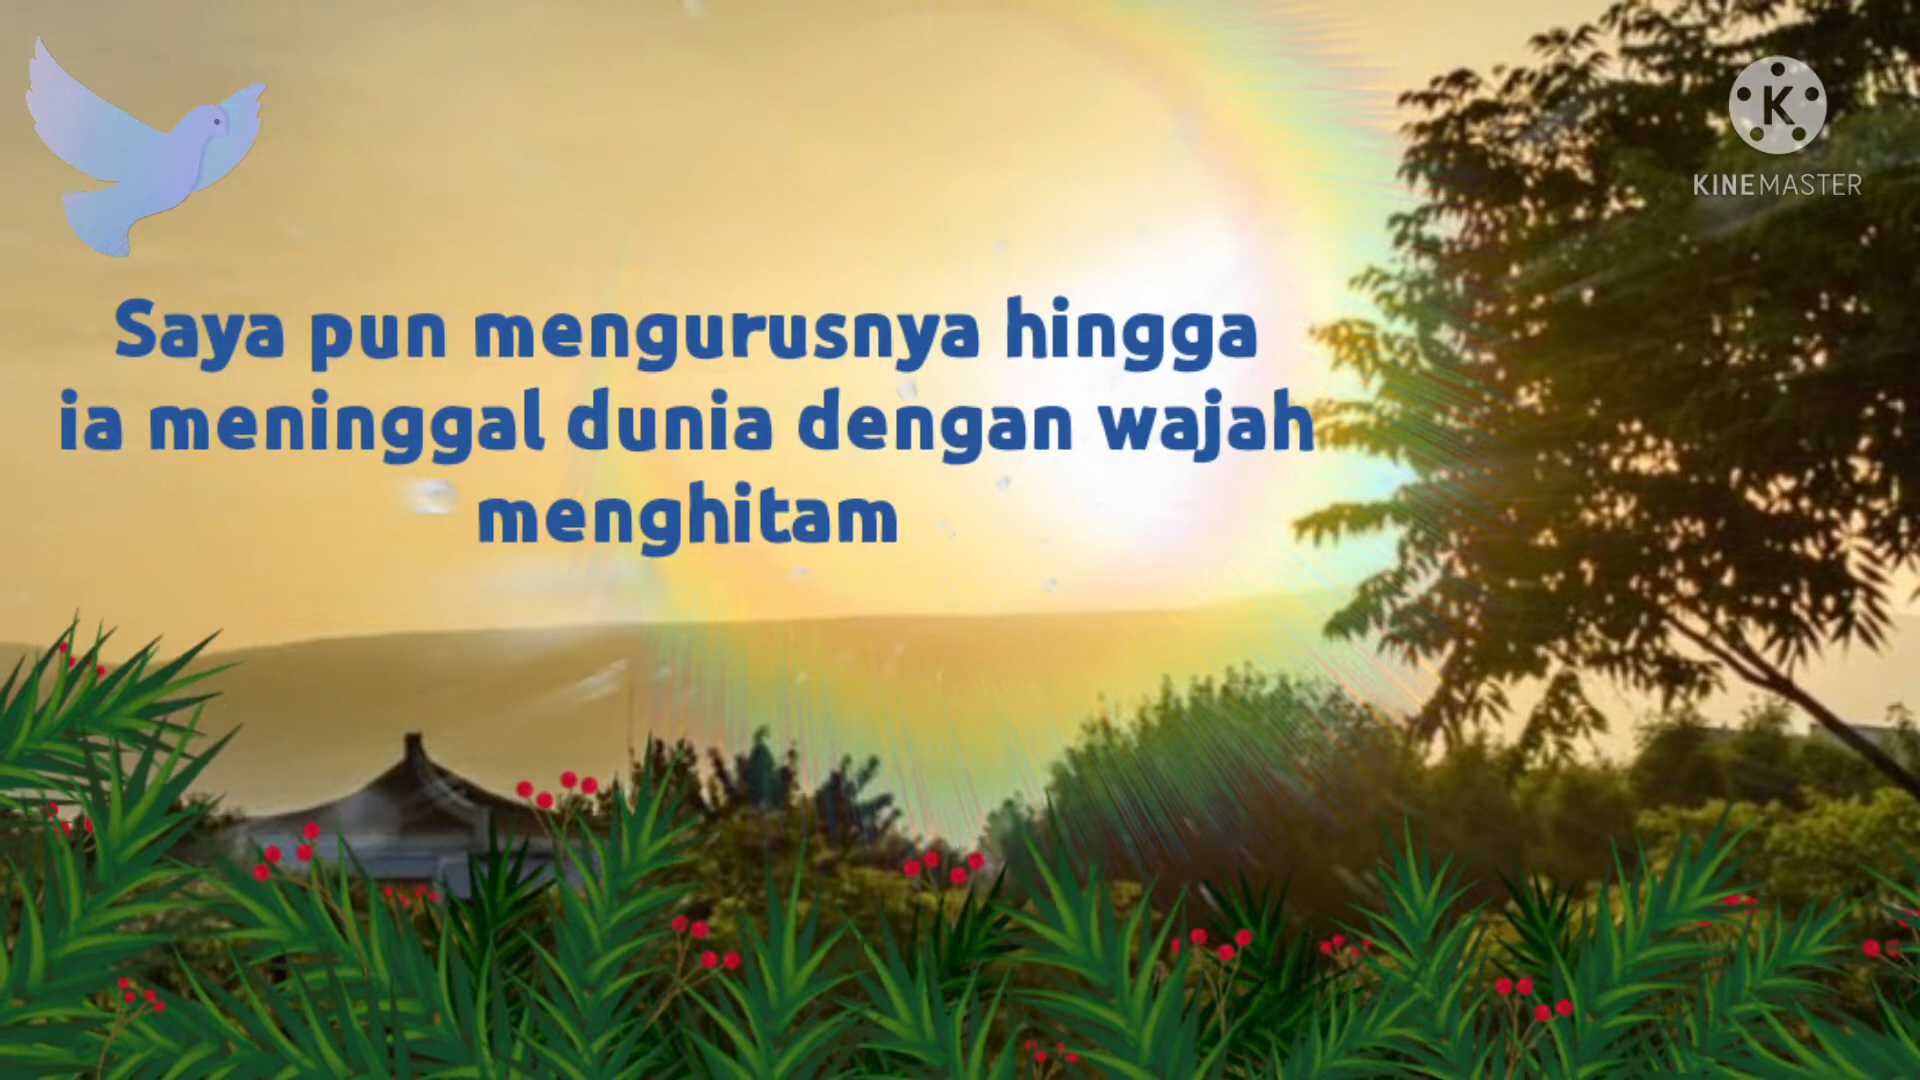 K
KINEMASTER
Saya pun mengurusnya hingga
ia meninggal dunia dengan wajah
menghitam